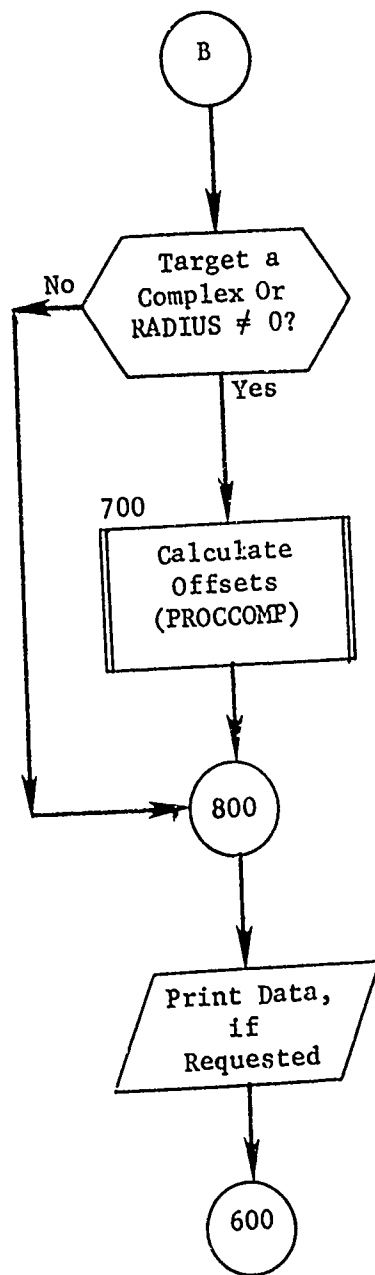 B
Target a
Complex Or
RADIUS ≠ 0?
No
Yes
700
Calculate
Offsets
(PROCCOMP)
800
Print Data,
if
Requested
600